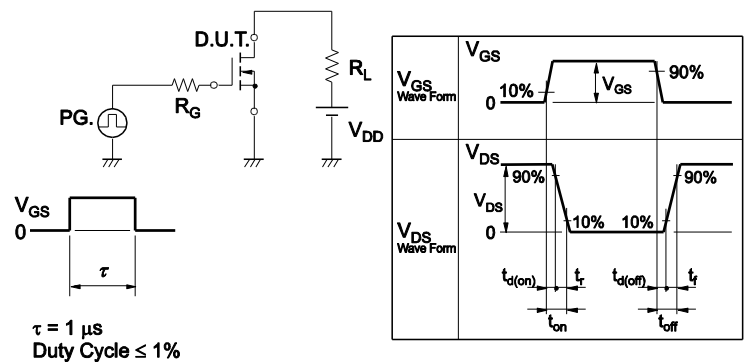 D.U.T.
R_L
R_G
PG.
V_DD
V_GS
0
τ
τ = 1 μs
Duty Cycle ≤ 1%
V_GS
Wave Form
V_GS
10%
0
V_GS
90%
V_DS
Wave Form
V_DS
90%
V_DS
0
10%
10%
90%
t_d(on)
t_r
t_d(off)
t_f
t_on
t_off